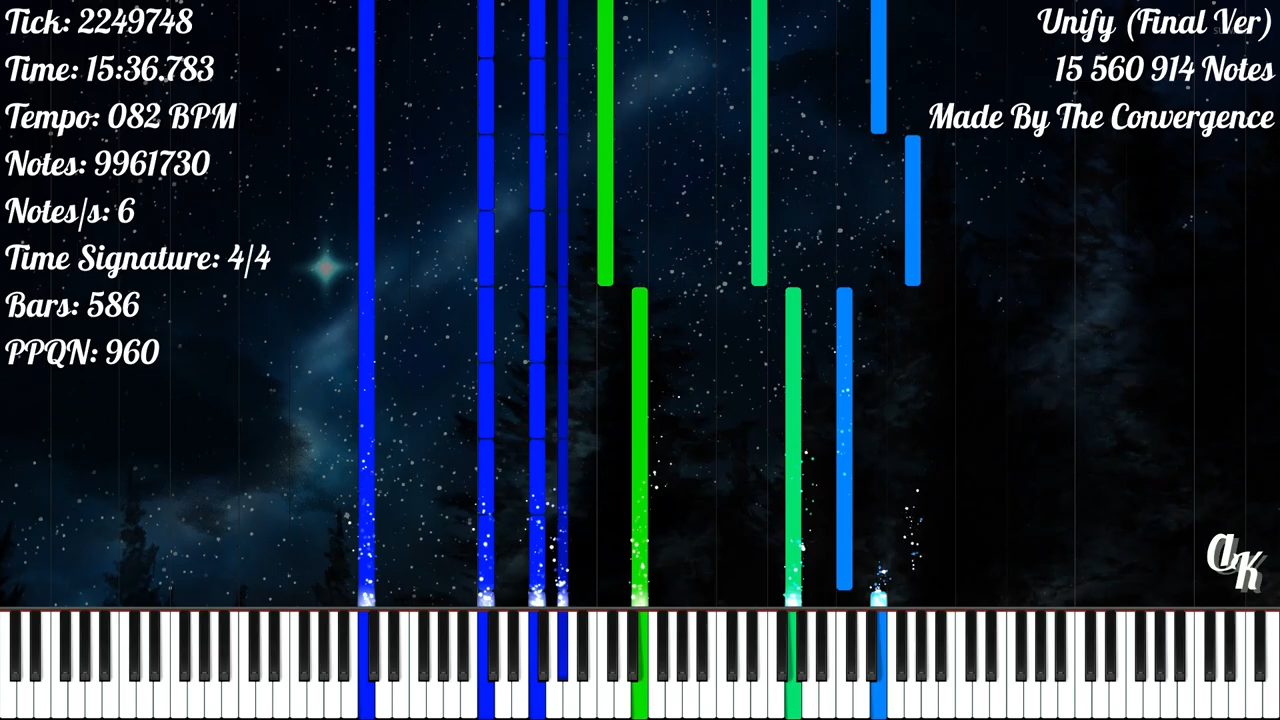 Tick: 2249748
Time: 15:36.783
Tempo: 082 BPM
Notes: 9961730
Notes/s: 6
Time Signature: 4/4
Bars: 586
PPQN: 960
Unify (Final Ver)
15 560 914 Notes
Made By The Convergence
aK